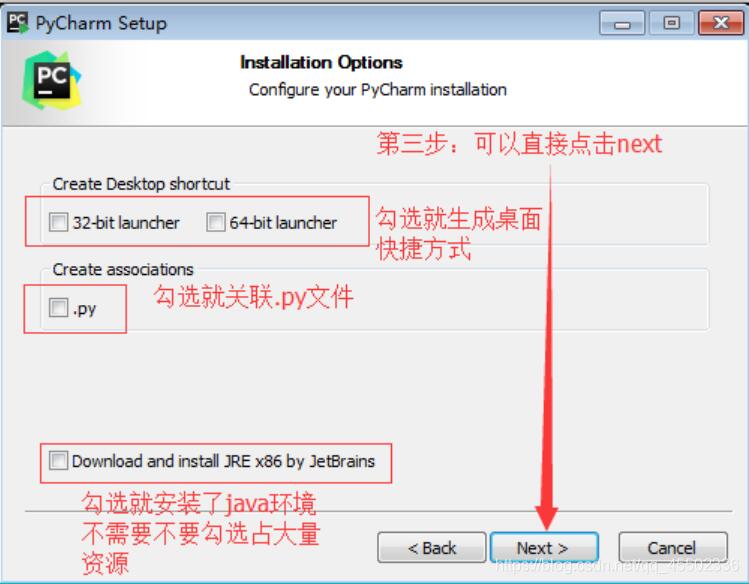 PyCharm Setup
PC
Installation Options
Configure your PyCharm installation
第三步：可以直接点击next
Create Desktop shortcut
32-bit launcher
64-bit launcher
勾选就生成桌面
快捷方式
Create associations
.py
勾选就关联.py文件
Download and install JRE x86 by JetBrains
勾选就安装了java环境
不需要不要勾选占大量
资源
< Back
Next >
Cancel
https://blog.csdn.net/qq_45502336